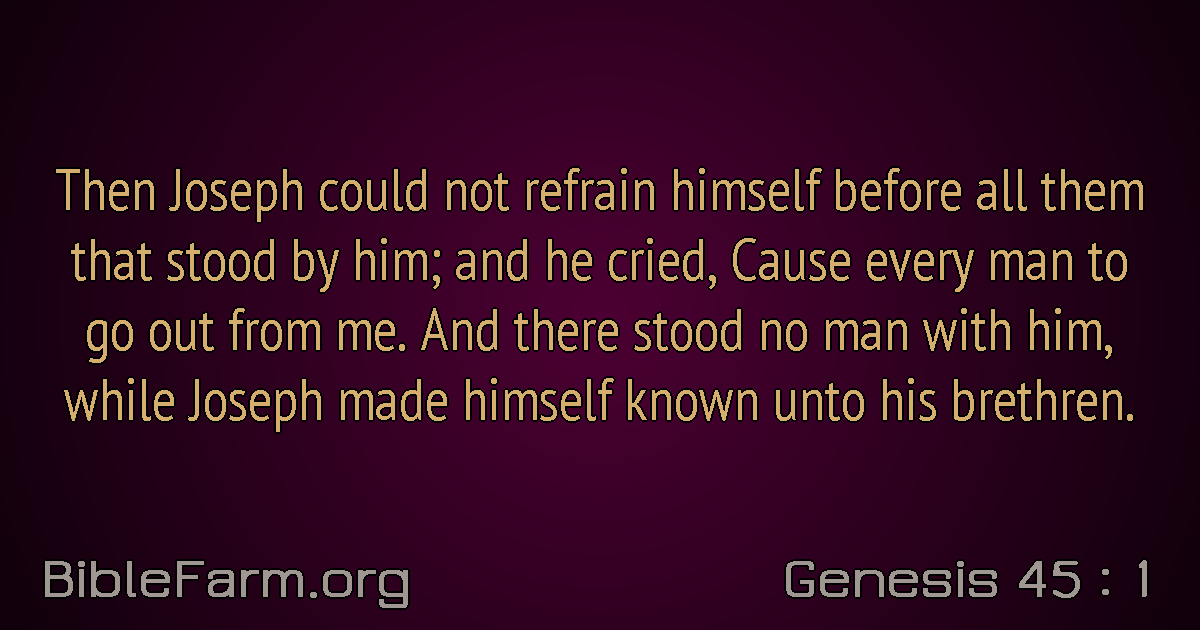 Then Joseph could not refrain himself before all them
that stood by him; and he cried, Cause every man to
go out from me. And there stood no man with him,
while Joseph made himself known unto his brethren.
BibleFarm.org
Genesis 45 : 1